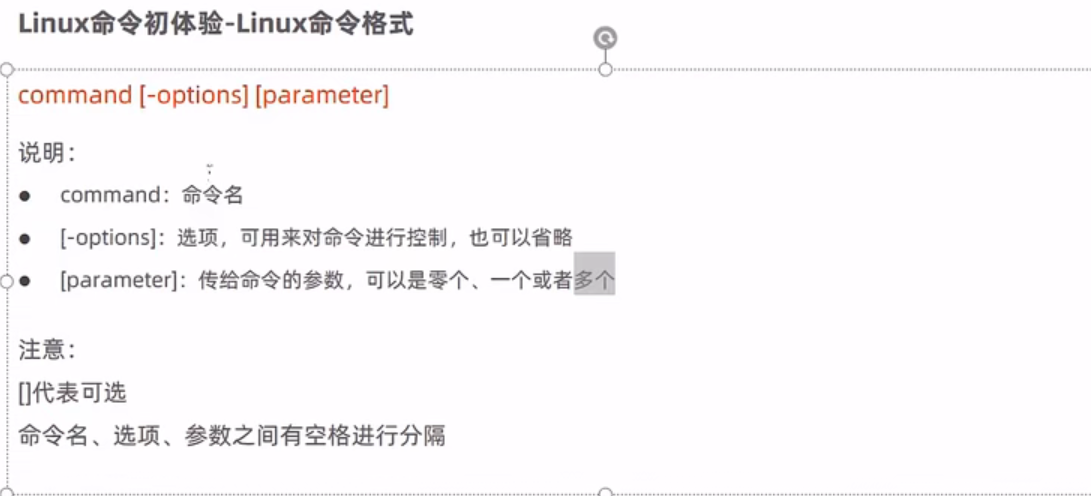 Linux命令初体验-Linux命令格式
command [-options] [parameter]
说明：
● command：命令名
● [-options]：选项，可用来对命令进行控制，也可以省略
● [parameter]：传给命令的参数，可以是零个、一个或者多个
注意：
[]代表可选
命令名、选项、参数之间有空格进行分隔